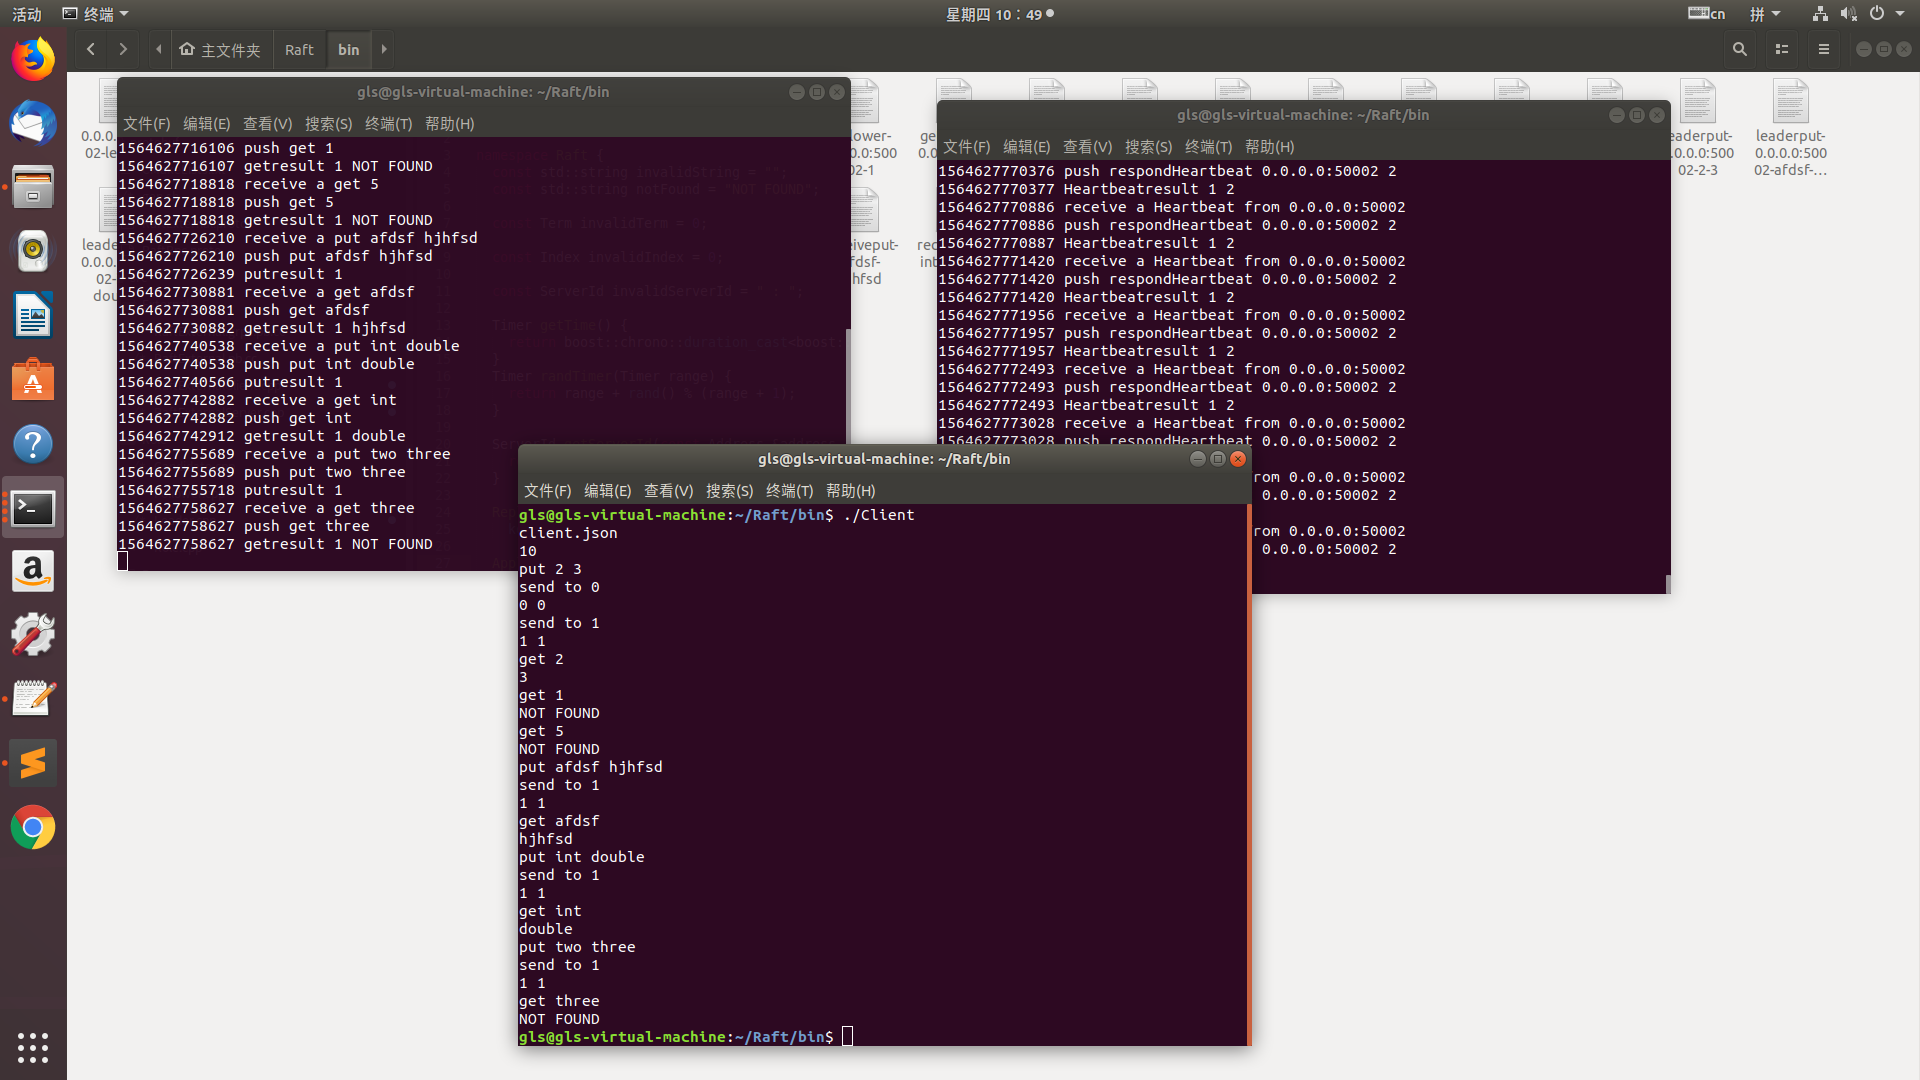 活动
终端
星期四 10：49
cn
拼
主文件夹
Raft
bin
gls@gls-virtual-machine: ~/Raft/bin
文件(F) 编辑(E) 查看(V) 搜索(S) 终端(T) 帮助(H)
1564627716106 push get 1
1564627716107 getresult 1 NOT FOUND
1564627718818 receive a get 5
1564627718818 push get 5
1564627718818 getresult 1 NOT FOUND
1564627726210 receive a put afdsf hjhfsd
1564627726210 push put afdsf hjhfsd
1564627726239 putresult 1
1564627730881 receive a get afdsf
1564627730881 push get afdsf
1564627730882 getresult 1 hjhfsd
1564627740538 receive a put int double
1564627740538 push put int double
1564627740566 putresult 1
1564627742882 receive a get int
1564627742882 push get int
1564627742912 getresult 1 double
1564627755689 receive a put two three
1564627755689 push put two three
1564627755718 putresult 1
1564627758627 receive a get three
1564627758627 push get three
1564627758627 getresult 1 NOT FOUND
gls@gls-virtual-machine: ~/Raft/bin
文件(F) 编辑(E) 查看(V) 搜索(S) 终端(T) 帮助(H)
1564627770376 push respondHeartbeat 0.0.0.0:50002 2
1564627770377 Heartbeatresult 1 2
1564627770886 receive a Heartbeat from 0.0.0.0:50002
1564627770886 push respondHeartbeat 0.0.0.0:50002 2
1564627770887 Heartbeatresult 1 2
1564627771420 receive a Heartbeat from 0.0.0.0:50002
1564627771420 push respondHeartbeat 0.0.0.0:50002 2
1564627771420 Heartbeatresult 1 2
1564627771956 receive a Heartbeat from 0.0.0.0:50002
1564627771957 push respondHeartbeat 0.0.0.0:50002 2
1564627771957 Heartbeatresult 1 2
1564627772493 receive a Heartbeat from 0.0.0.0:50002
1564627772493 push respondHeartbeat 0.0.0.0:50002 2
1564627772493 Heartbeatresult 1 2
1564627773028 receive a Heartbeat from 0.0.0.0:50002
1564627773028 push respondHeartbeat 0.0.0.0:50002 2
rom 0.0.0.0:50002
0.0.0.0:50002 2
rom 0.0.0.0:50002
0.0.0.0:50002 2
leaderput-
0.0.0.0:500
02-afdsf-...
gls@gls-virtual-machine: ~/Raft/bin
文件(F) 编辑(E) 查看(V) 搜索(S) 终端(T) 帮助(H)
gls@gls-virtual-machine:~/Raft/bin$ ./Client
client.json
10
put 2 3
send to 0
0 0
send to 1
1 1
get 2
3
get 1
NOT FOUND
get 5
NOT FOUND
put afdsf hjhfsd
send to 1
1 1
get afdsf
hjhfsd
put int double
send to 1
1 1
get int
double
put two three
send to 1
1 1
get three
NOT FOUND
gls@gls-virtual-machine:~/Raft/bin$